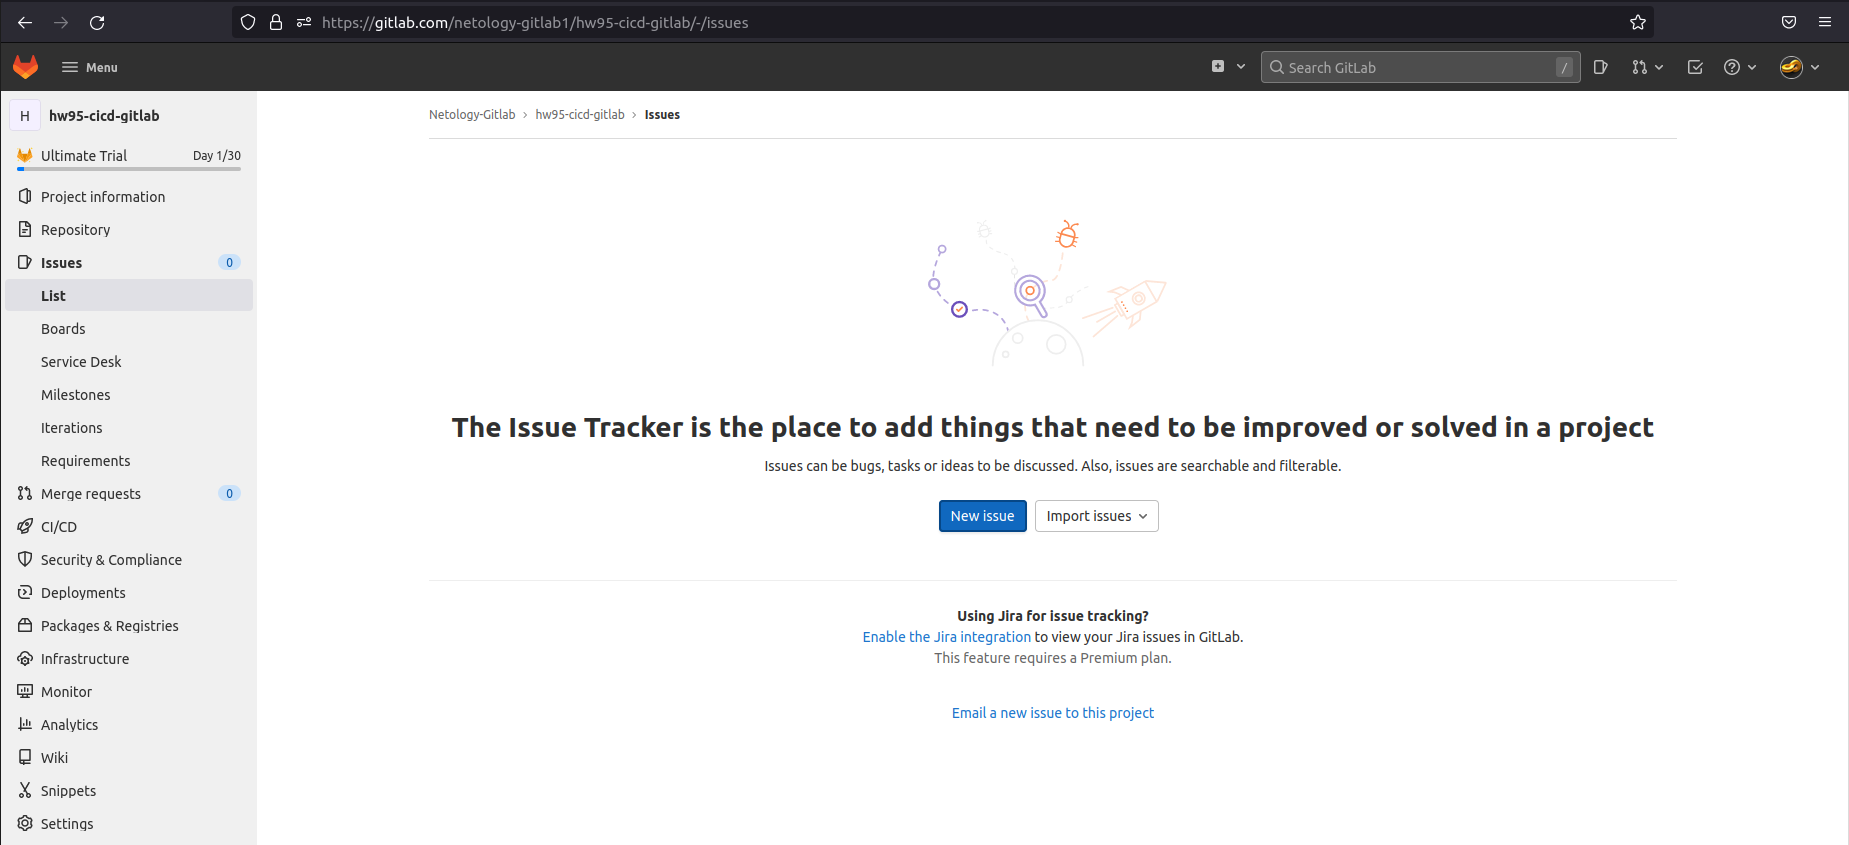 https://gitlab.com/netology-gitlab1/hw95-cicd-gitlab/-/issues
Menu
Search GitLab
/
H
hw95-cicd-gitlab
Ultimate Trial
Day 1/30
Project information
Repository
Issues
0
List
Boards
Service Desk
Milestones
Iterations
Requirements
Merge requests
0
CI/CD
Security & Compliance
Deployments
Packages & Registries
Infrastructure
Monitor
Analytics
Wiki
Snippets
Settings
Netology-Gitlab › hw95-cicd-gitlab › Issues
The Issue Tracker is the place to add things that need to be improved or solved in a project
Issues can be bugs, tasks or ideas to be discussed. Also, issues are searchable and filterable.
New issue
Import issues
Using Jira for issue tracking?
Enable the Jira integration to view your Jira issues in GitLab.
This feature requires a Premium plan.
Email a new issue to this project